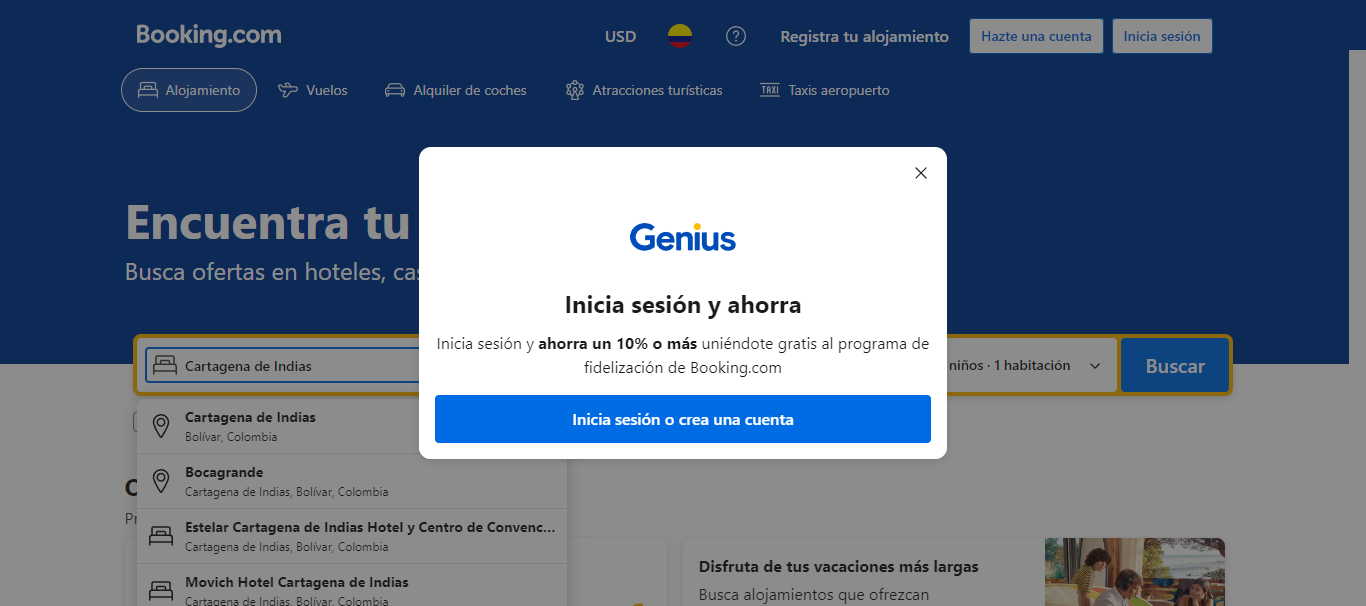 Booking.com
USD
Registra tu alojamiento
Hazte una cuenta
Inicia sesión
Alojamiento
Vuelos
Alquiler de coches
Atracciones turísticas
TAXI
Taxis aeropuerto
Encuentra tu
Busca ofertas en hoteles,
Genius
Inicia sesión y ahorra
Inicia sesión y ahorra un 10% o más uniéndote gratis al programa de
fidelización de Booking.com
Inicia sesión o crea una cuenta
Cartagena de Indias
niños · 1 habitación
Buscar
Cartagena de Indias
Bolívar, Colombia
Bocagrande
Cartagena de Indias, Bolívar, Colombia
Estelar Cartagena de Indias Hotel y Centro de Convenc...
Cartagena de Indias, Bolívar, Colombia
Movich Hotel Cartagena de Indias
Cartagena de Indias, Bolívar, Colombia
Disfruta de tus vacaciones más largas
Busca alojamientos que ofrezcan